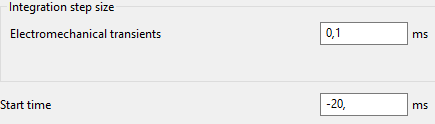 Integration step size
Electromechanical transients 0,1 ms
Start time -20, ms